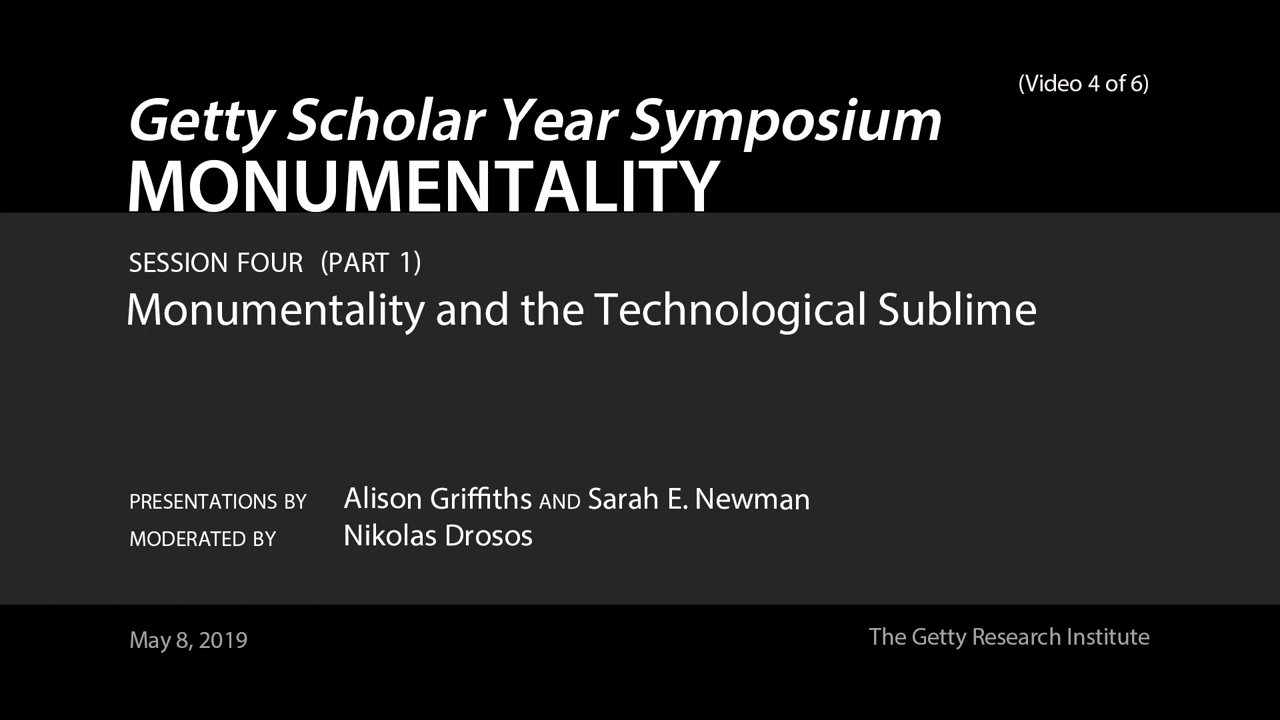 (Video 4 of 6)
Getty Scholar Year Symposium
MONUMENTALITY
SESSION FOUR (PART 1)
Monumentality and the Technological Sublime
PRESENTATIONS BY Alison Griffiths AND Sarah E. Newman
MODERATED BY Nikolas Drosos
May 8, 2019 The Getty Research Institute